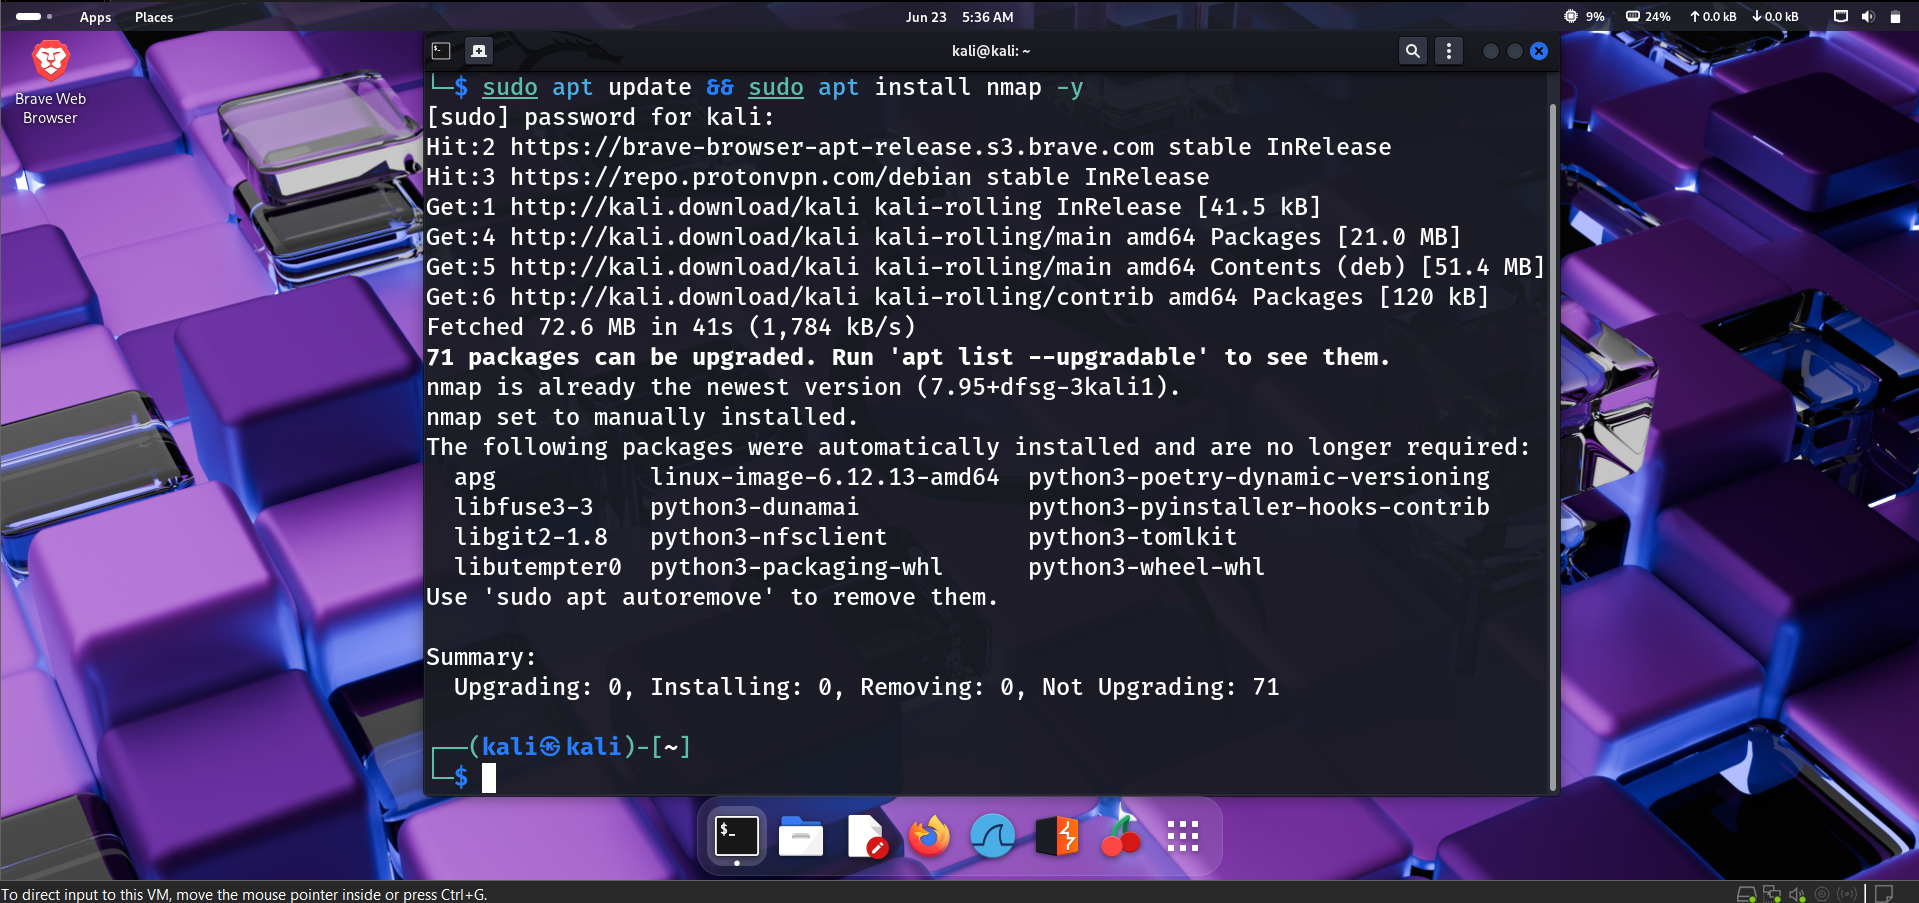 Apps Places Jun 23 5:36 AM 9% 24% ↑0.0 kB ↓0.0 kB
Brave Web
Browser
kali@kali: ~
└─$ sudo apt update && sudo apt install nmap -y
[sudo] password for kali:
Hit:2 https://brave-browser-apt-release.s3.brave.com stable InRelease
Hit:3 https://repo.protonvpn.com/debian stable InRelease
Get:1 http://kali.download/kali kali-rolling InRelease [41.5 kB]
Get:4 http://kali.download/kali kali-rolling/main amd64 Packages [21.0 MB]
Get:5 http://kali.download/kali kali-rolling/main amd64 Contents (deb) [51.4 MB]
Get:6 http://kali.download/kali kali-rolling/contrib amd64 Packages [120 kB]
Fetched 72.6 MB in 41s (1,784 kB/s)
71 packages can be upgraded. Run 'apt list --upgradable' to see them.
nmap is already the newest version (7.95+dfsg-3kali1).
nmap set to manually installed.
The following packages were automatically installed and are no longer required:
  apg           linux-image-6.12.13-amd64  python3-poetry-dynamic-versioning
  libfuse3-3    python3-dunamai            python3-pyinstaller-hooks-contrib
  libgit2-1.8   python3-nfsclient          python3-tomlkit
  libutempter0  python3-packaging-whl      python3-wheel-whl
Use 'sudo apt autoremove' to remove them.

Summary:
  Upgrading: 0, Installing: 0, Removing: 0, Not Upgrading: 71

┌──(kali㉿kali)-[~]
└─$
$_
To direct input to this VM, move the mouse pointer inside or press Ctrl+G.